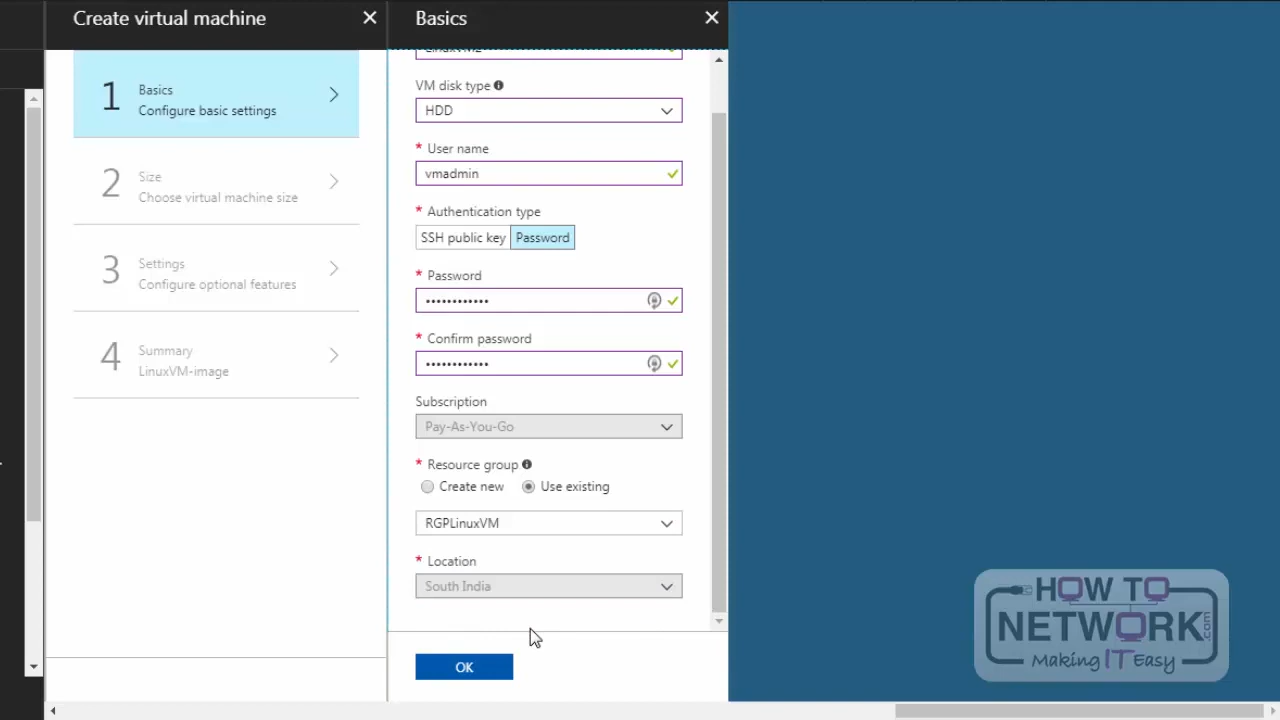 Create virtual machine
1
Basics
Configure basic settings
2
Size
Choose virtual machine size
3
Settings
Configure optional features
4
Summary
LinuxVM-image
Basics
LinuxVM2
VM disk type
HDD
* User name
vmadmin
* Authentication type
SSH public key Password
* Password
••••••••••••
* Confirm password
••••••••••••
Subscription
Pay-As-You-Go
* Resource group
Create new Use existing
RGPLinuxVM
* Location
South India
OK
HOW TO
NETWORK.com
Making IT Easy